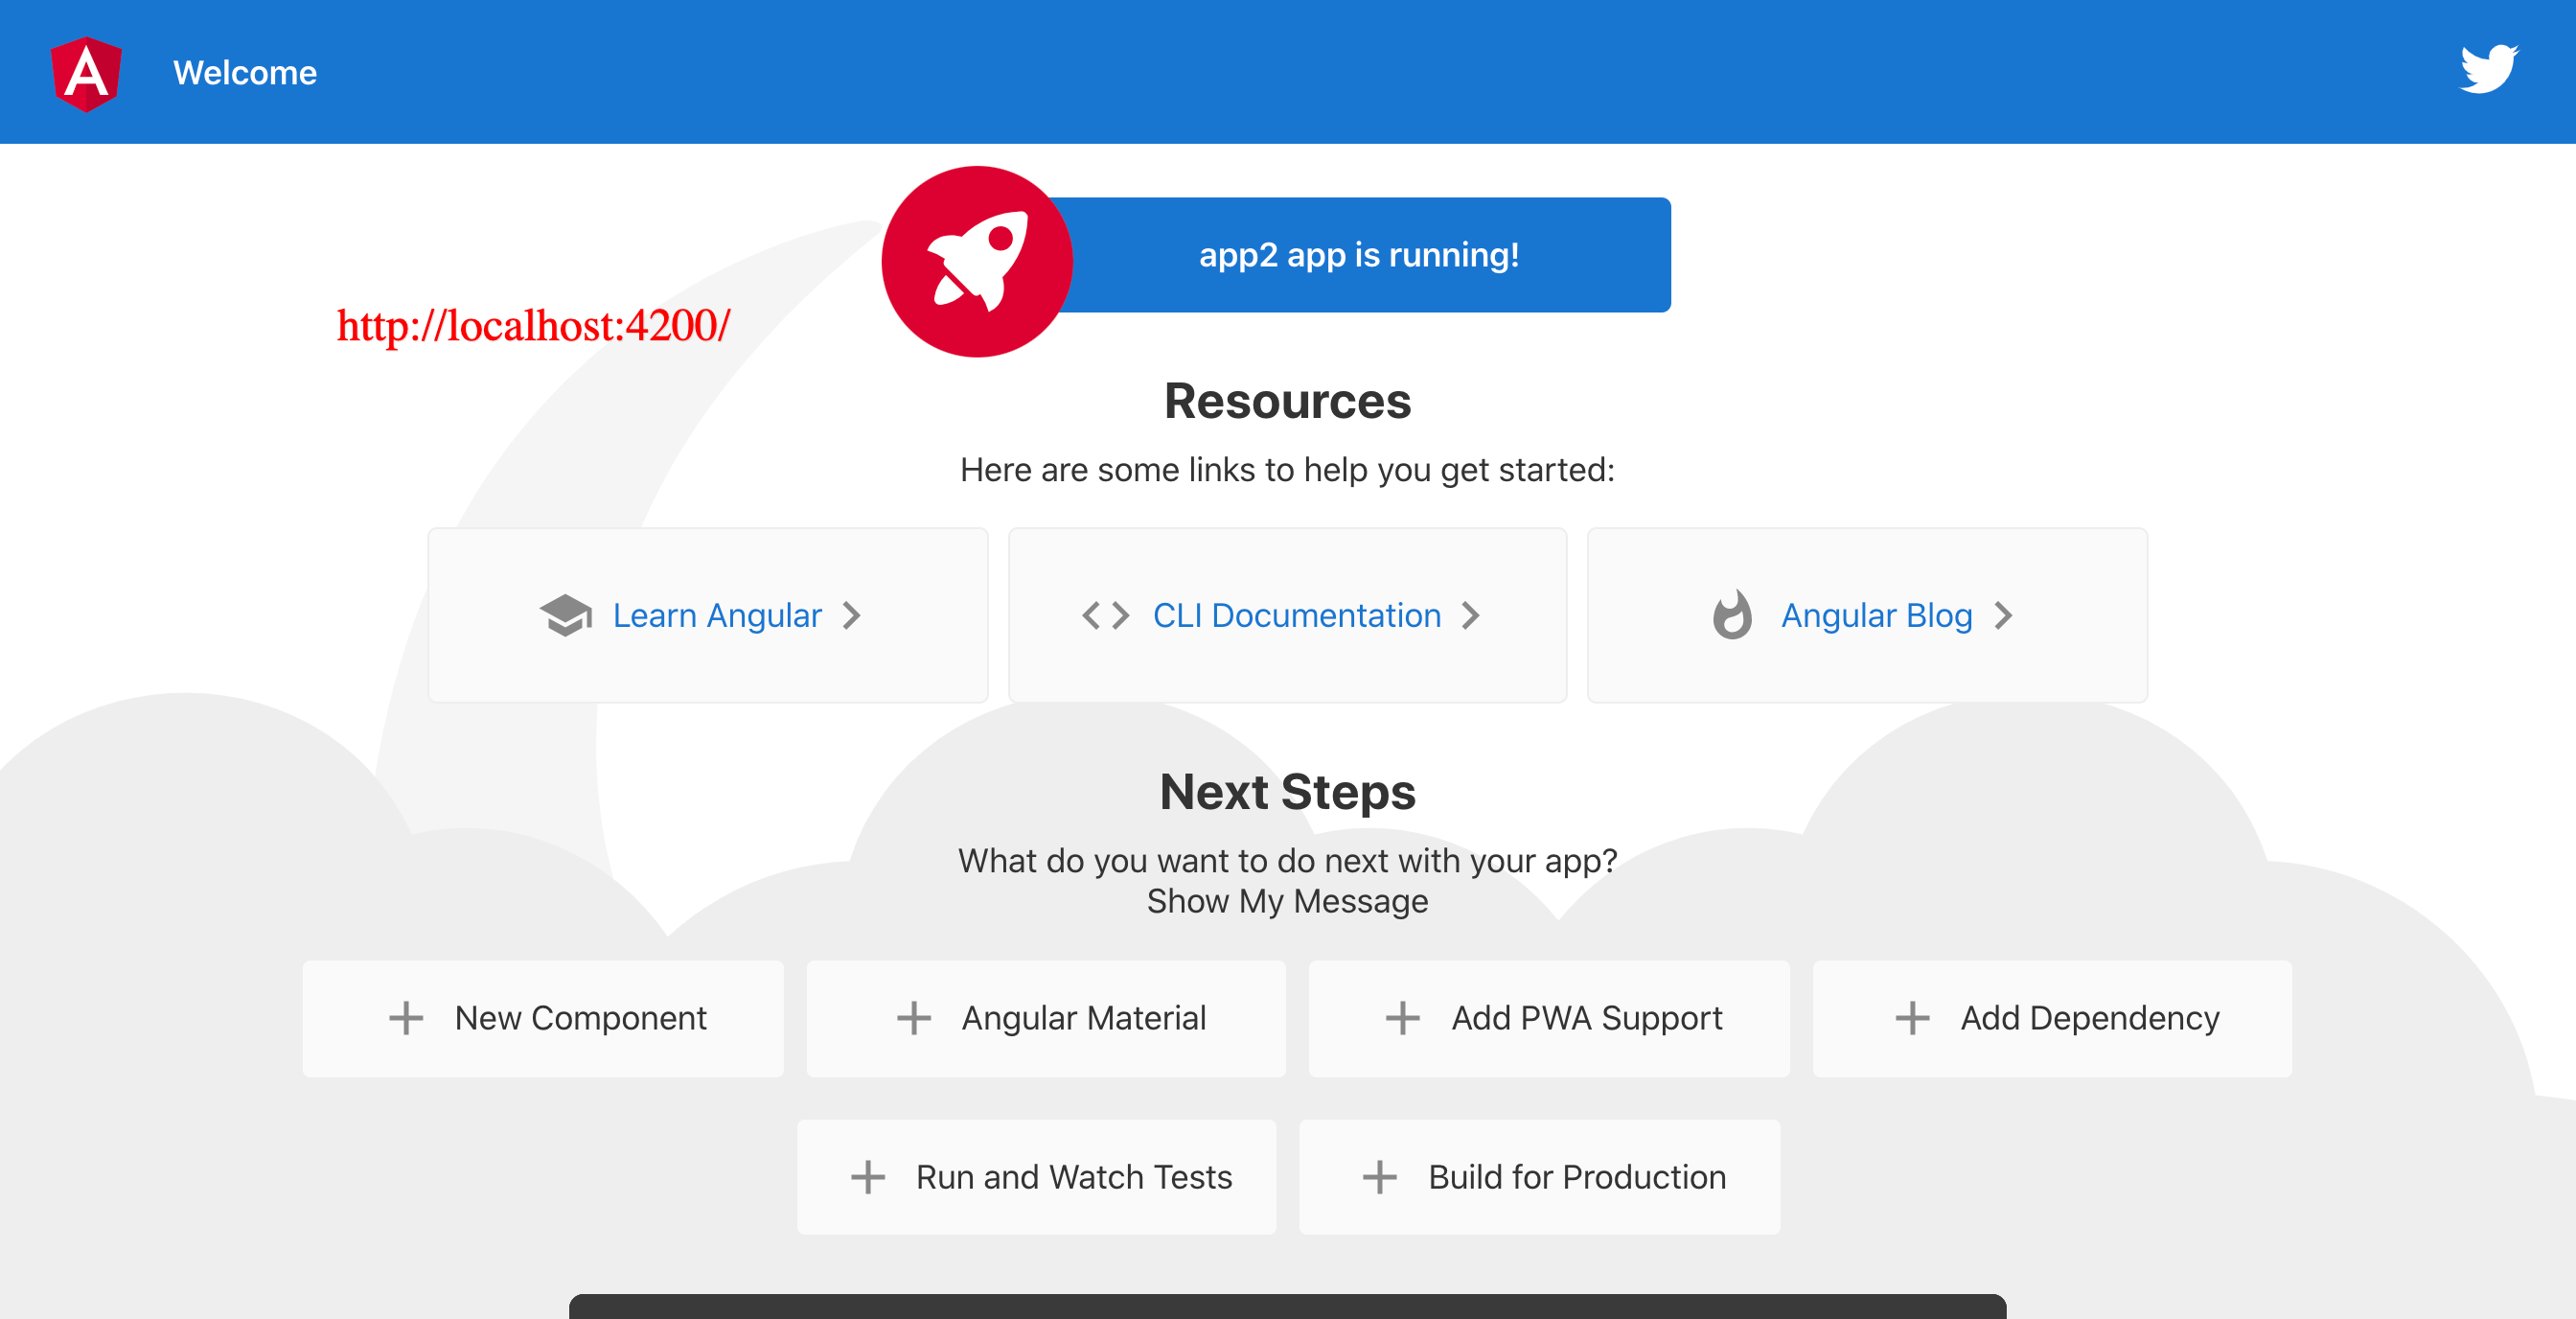 Welcome
app2 app is running!
http://localhost:4200/
Resources
Here are some links to help you get started:
Learn Angular
CLI Documentation
Angular Blog
Next Steps
What do you want to do next with your app?
Show My Message
New Component
Angular Material
Add PWA Support
Add Dependency
Run and Watch Tests
Build for Production